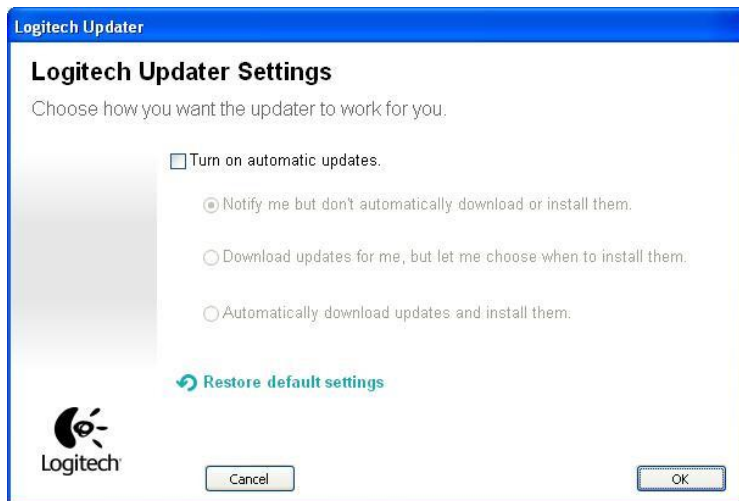 Logitech Updater
Logitech Updater Settings
Choose how you want the updater to work for you.
Turn on automatic updates.
Notify me but don't automatically download or install them.
Download updates for me, but let me choose when to install them.
Automatically download updates and install them.
Restore default settings
Logitech
Cancel
OK